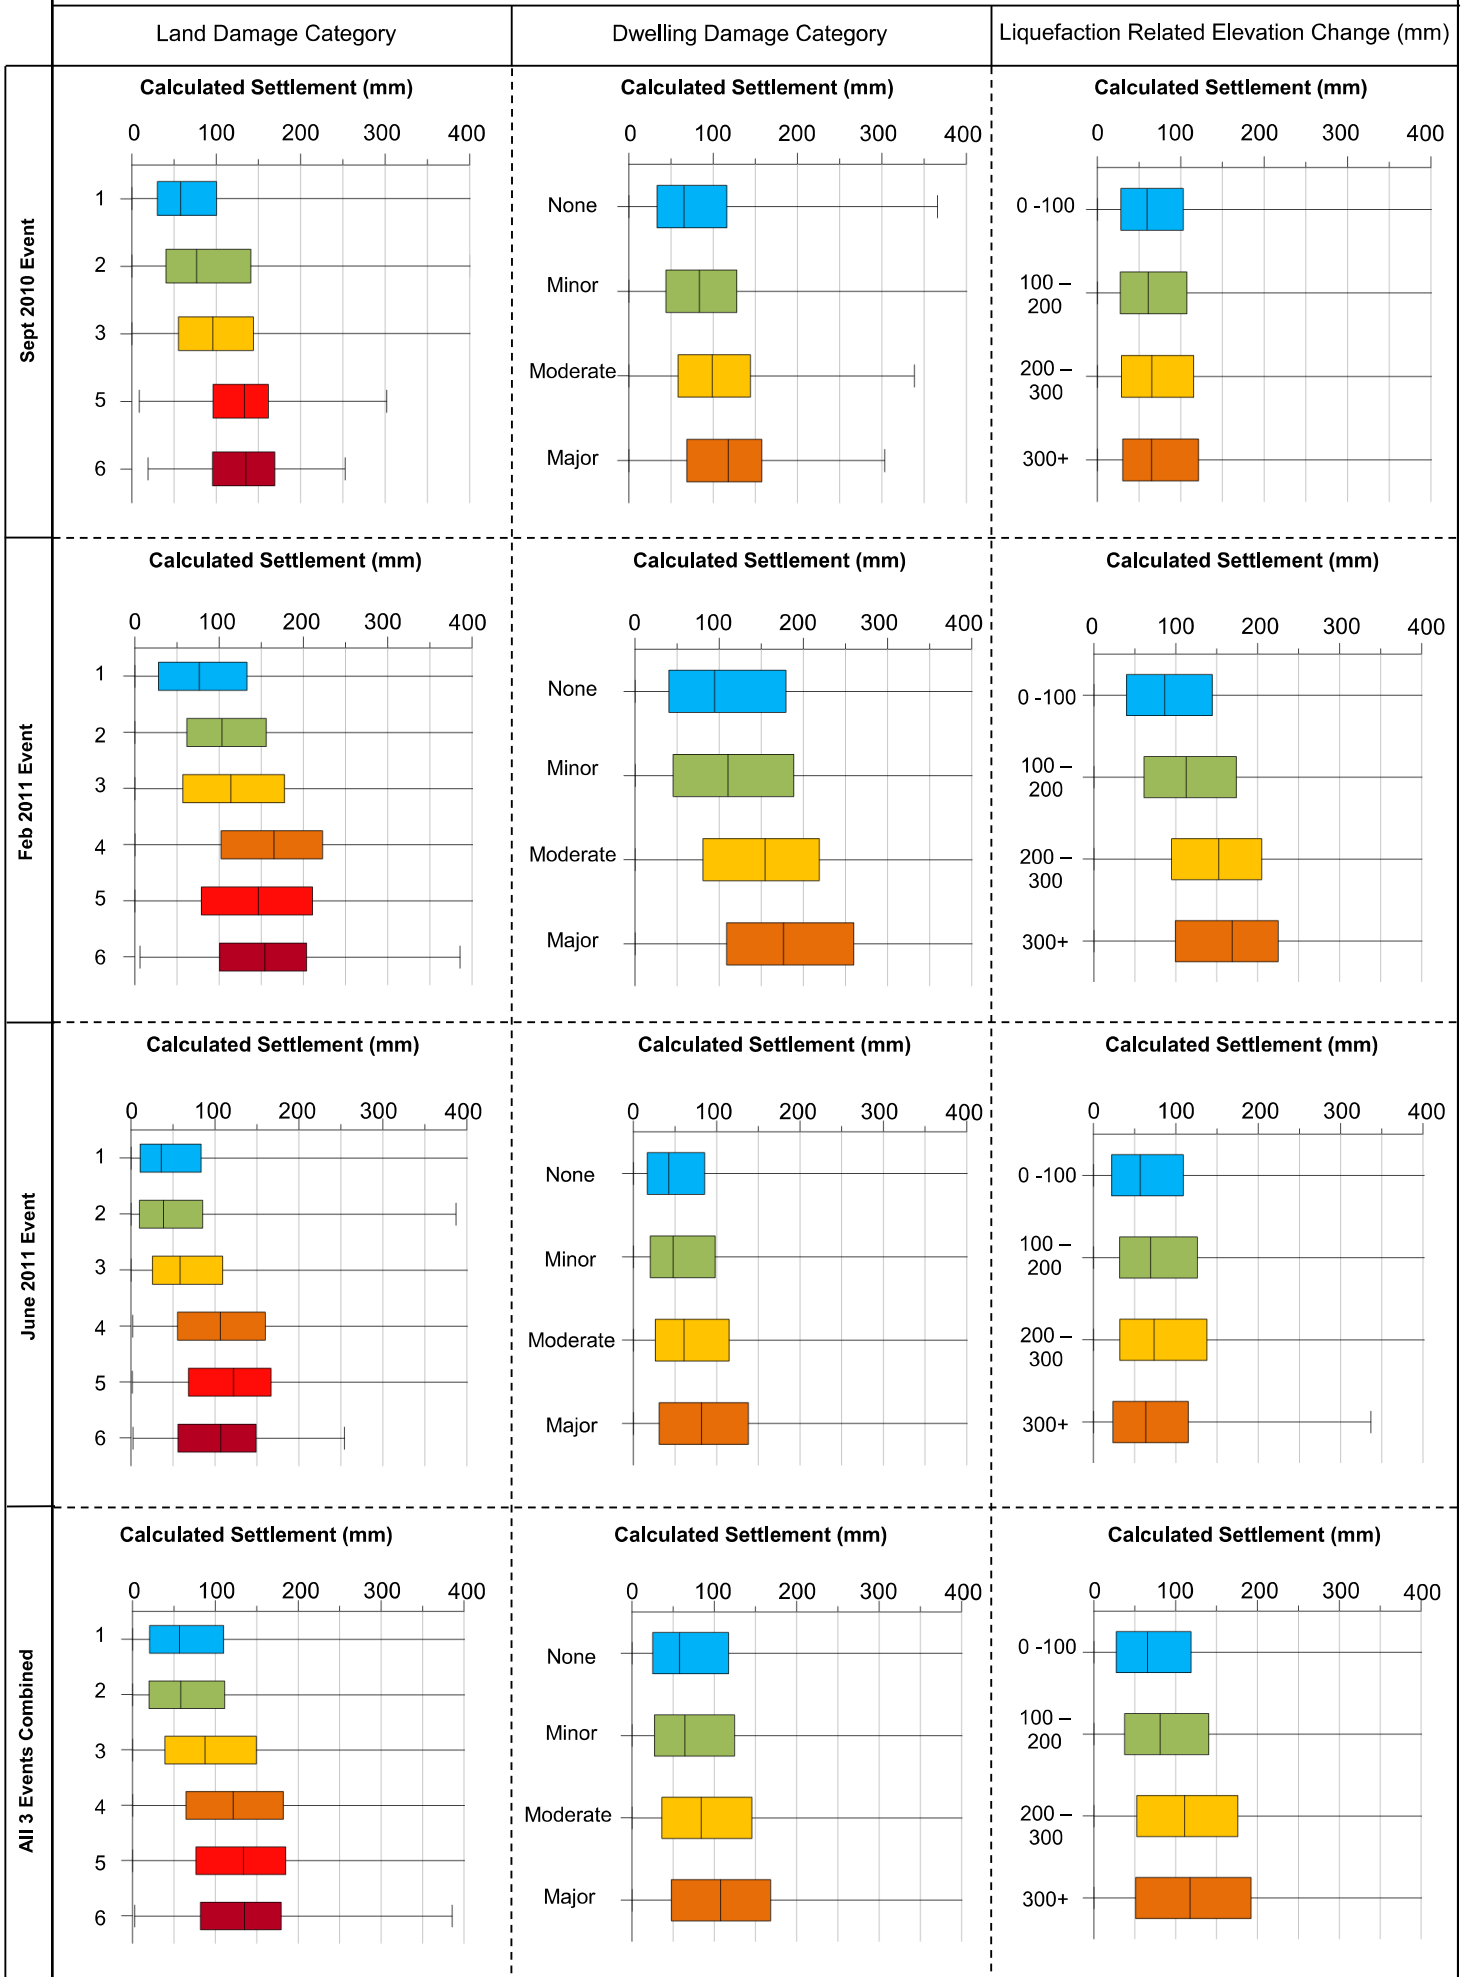 Land Damage Category
Dwelling Damage Category
Liquefaction Related Elevation Change (mm)
Sept 2010 Event
Calculated Settlement (mm)
0 100 200 300 400
1
2
3
5
6
Calculated Settlement (mm)
0 100 200 300 400
None
Minor
Moderate
Major
Calculated Settlement (mm)
0 100 200 300 400
0 -100
100 –
200
200 –
300
300+
Feb 2011 Event
Calculated Settlement (mm)
0 100 200 300 400
1
2
3
4
5
6
Calculated Settlement (mm)
0 100 200 300 400
None
Minor
Moderate
Major
Calculated Settlement (mm)
0 100 200 300 400
0 -100
100 –
200
200 –
300
300+
June 2011 Event
Calculated Settlement (mm)
0 100 200 300 400
1
2
3
4
5
6
Calculated Settlement (mm)
0 100 200 300 400
None
Minor
Moderate
Major
Calculated Settlement (mm)
0 100 200 300 400
0 -100
100 –
200
200 –
300
300+
All 3 Events Combined
Calculated Settlement (mm)
0 100 200 300 400
1
2
3
4
5
6
Calculated Settlement (mm)
0 100 200 300 400
None
Minor
Moderate
Major
Calculated Settlement (mm)
0 100 200 300 400
0 -100
100 –
200
200 –
300
300+